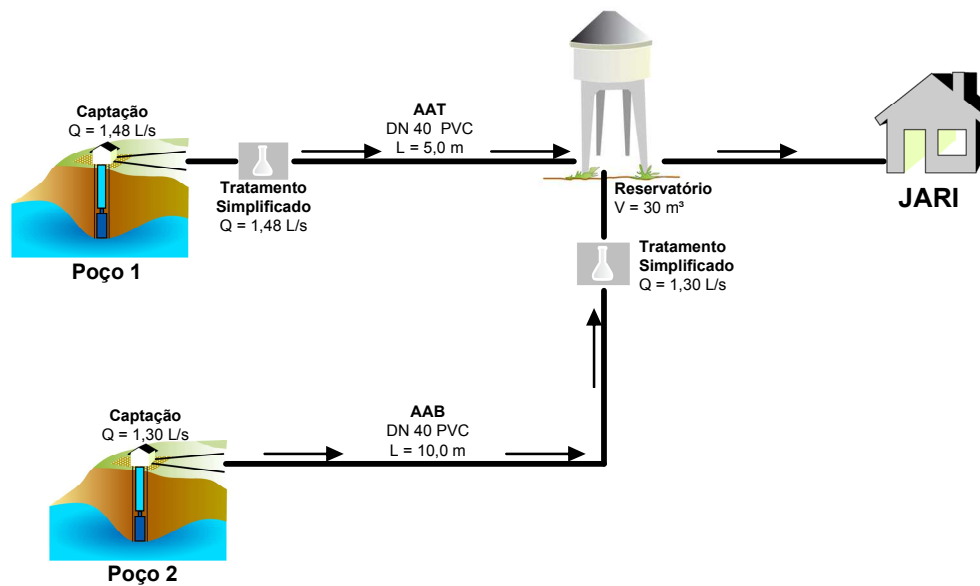 Captação
Q = 1,48 L/s
Poço 1
Tratamento
Simplificado
Q = 1,48 L/s
AAT
DN 40 PVC
L = 5,0 m
Reservatório
V = 30 m³
JARI
Tratamento
Simplificado
Q = 1,30 L/s
Captação
Q = 1,30 L/s
Poço 2
AAB
DN 40 PVC
L = 10,0 m